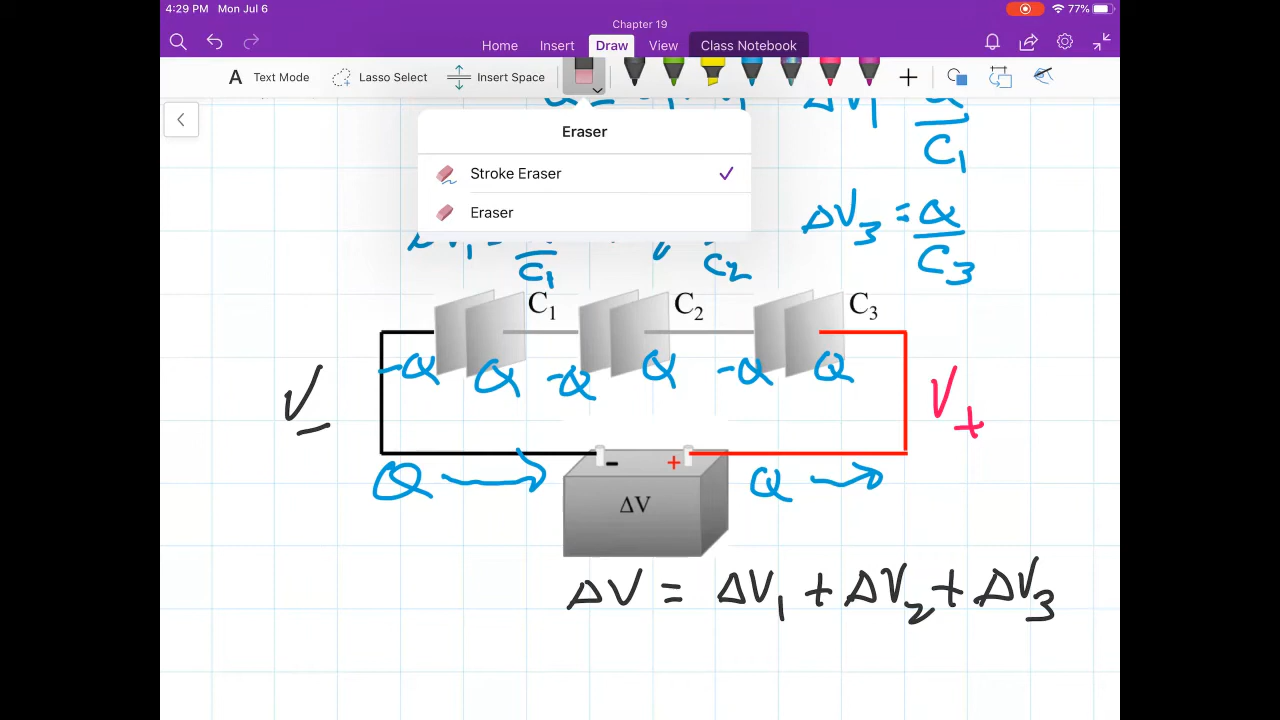 4:29 PM Mon Jul 6 77%
Chapter 19
Home Insert Draw View Class Notebook
A Text Mode Lasso Select Insert Space
Eraser
Stroke Eraser
Eraser
ΔV₁
C₁
ΔV₃ = Q/C₃
ΔV₁ = C₁ C₂
C₁ C₂ C₃
-Q Q -Q Q -Q Q
V₋ V₊
- +
Q → Q →
ΔV
ΔV = ΔV₁ + ΔV₂ + ΔV₃